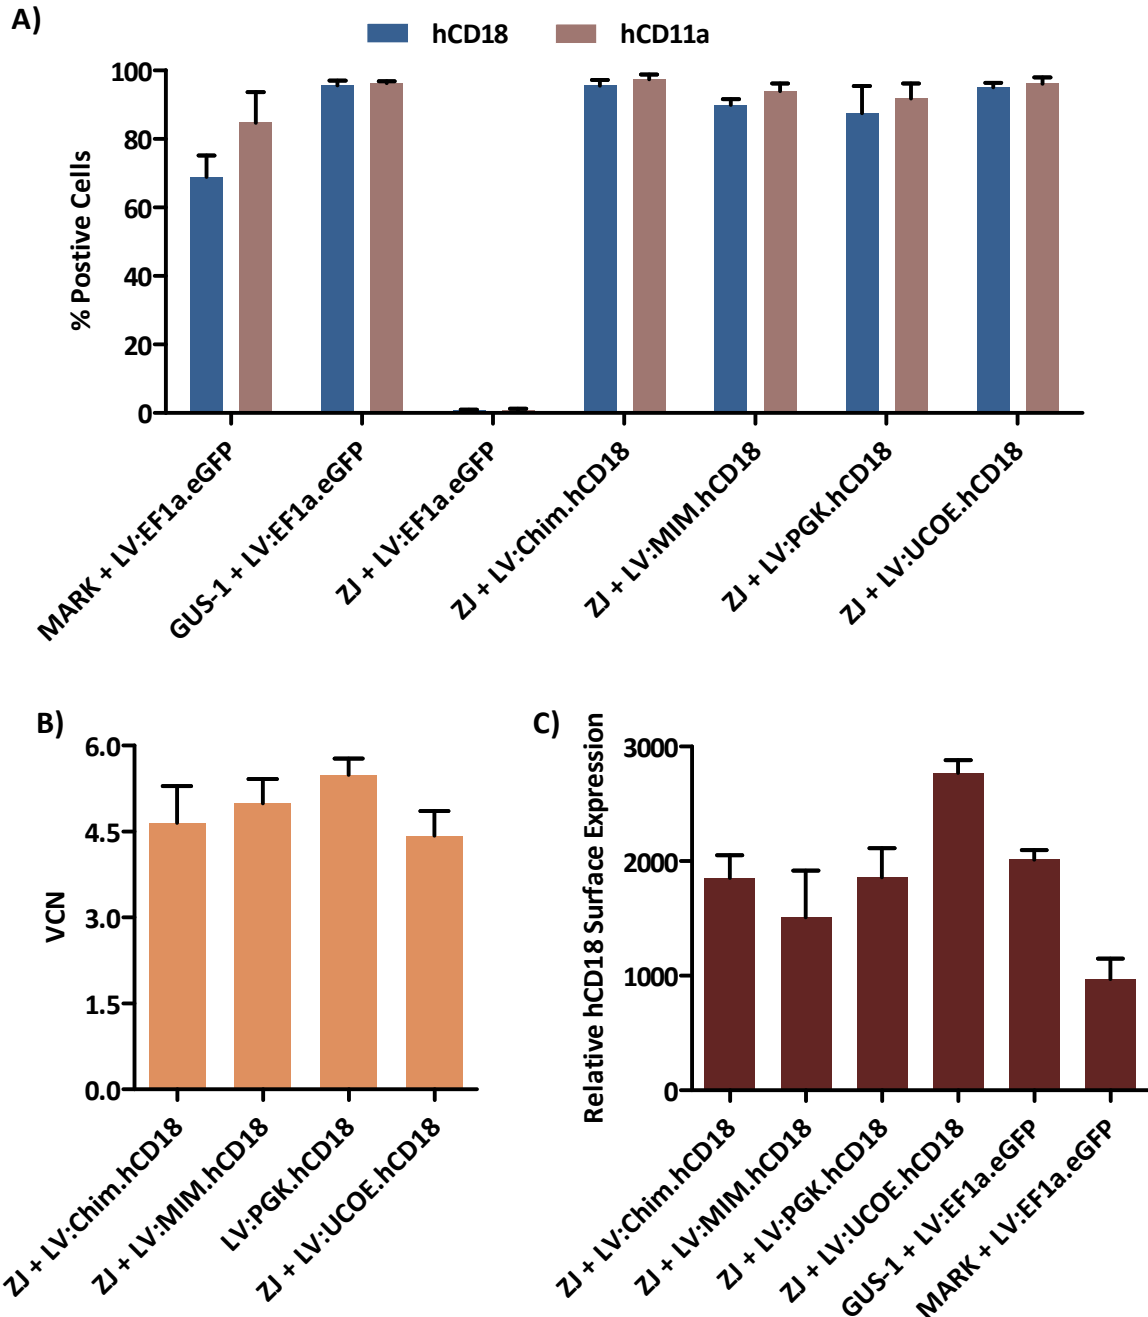 A)
hCD18 hCD11a
% Postive Cells
100
80
60
40
20
0
MARK + LV:EF1a.eGFP
GUS-1 + LV:EF1a.eGFP
ZJ + LV:EF1a.eGFP
ZJ + LV:Chim.hCD18
ZJ + LV:MIM.hCD18
ZJ + LV:PGK.hCD18
ZJ + LV:UCOE.hCD18
B)
VCN
6.0
4.5
3.0
1.5
0.0
ZJ + LV:Chim.hCD18
ZJ + LV:MIM.hCD18
LV:PGK.hCD18
ZJ + LV:UCOE.hCD18
C)
Relative hCD18 Surface Expression
3000
2000
1000
0
ZJ + LV:Chim.hCD18
ZJ + LV:MIM.hCD18
ZJ + LV:PGK.hCD18
ZJ + LV:UCOE.hCD18
GUS-1 + LV:EF1a.eGFP
MARK + LV:EF1a.eGFP